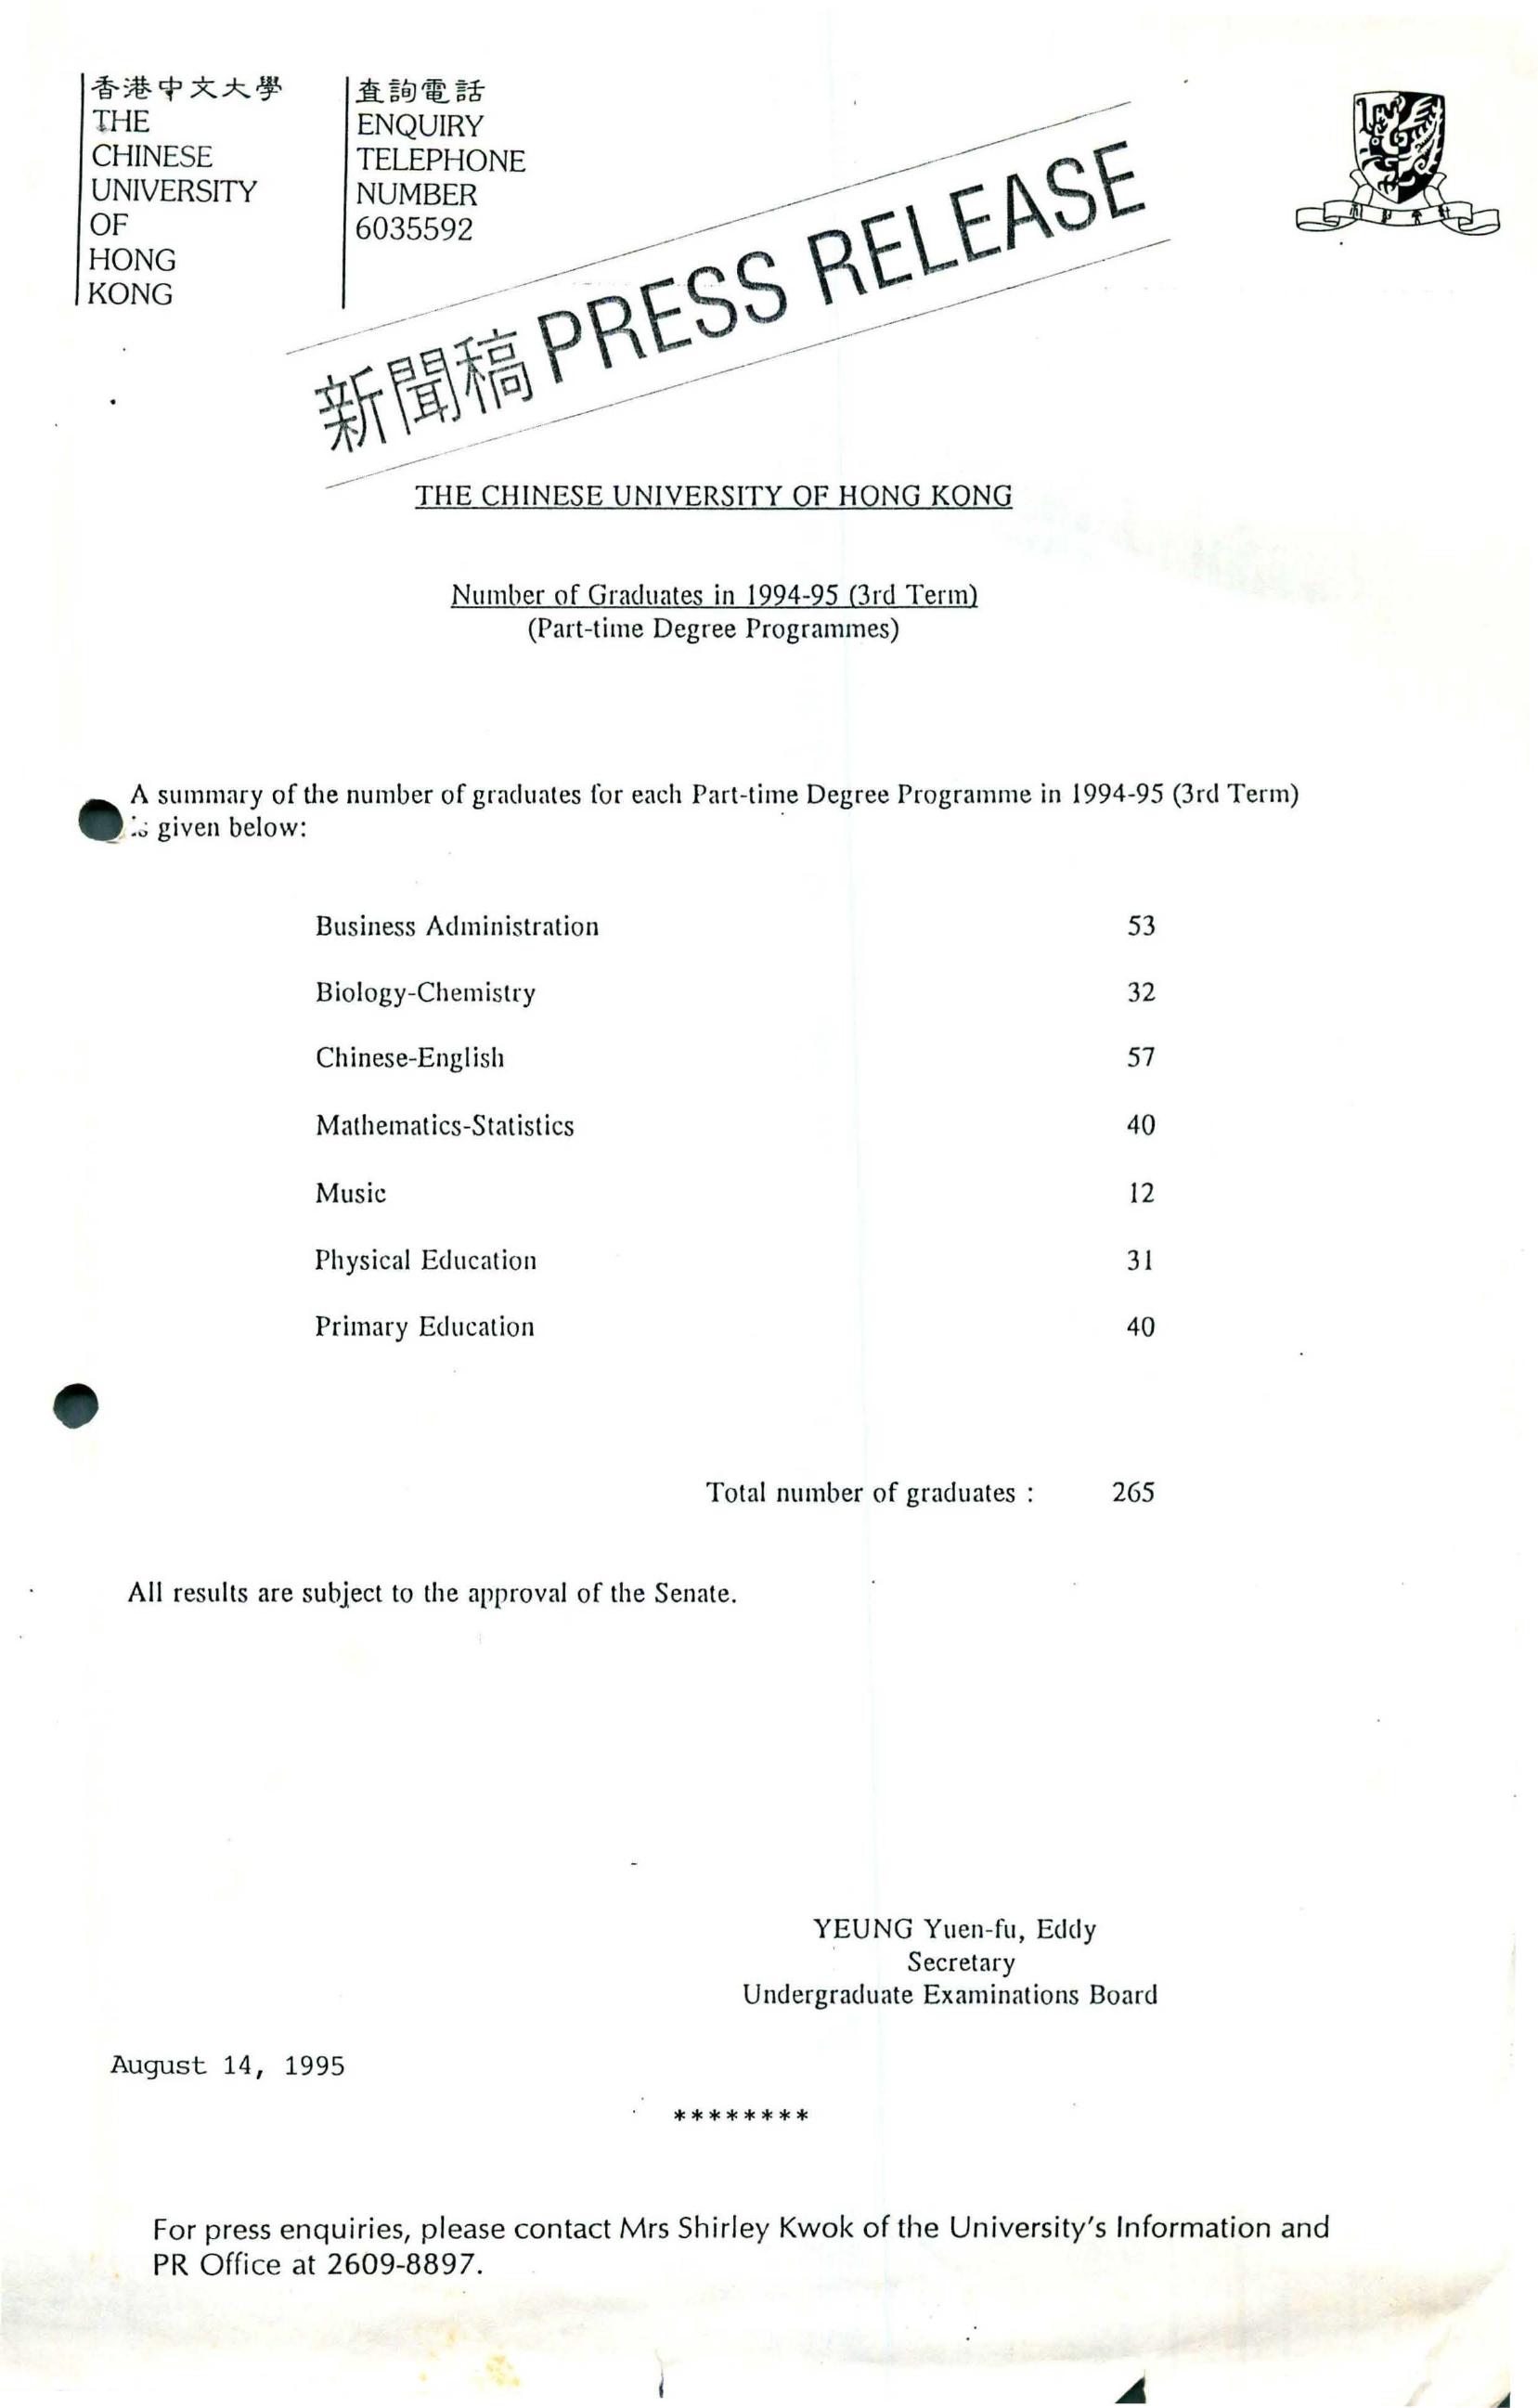 香港中文大學
THE
CHINESE
UNIVERSITY
OF
HONG
KONG
查詢電話
ENQUIRY
TELEPHONE
NUMBER
6035592
新聞稿 PRESS RELEASE
THE CHINESE UNIVERSITY OF HONG KONG
Number of Graduates in 1994-95 (3rd Term)
(Part-time Degree Programmes)
A summary of the number of graduates for each Part-time Degree Programme in 1994-95 (3rd Term)
is given below:
Business Administration 53
Biology-Chemistry 32
Chinese-English 57
Mathematics-Statistics 40
Music 12
Physical Education 31
Primary Education 40
Total number of graduates : 265
All results are subject to the approval of the Senate.
YEUNG Yuen-fu, Eddy
Secretary
Undergraduate Examinations Board
August 14, 1995
********
For press enquiries, please contact Mrs Shirley Kwok of the University's Information and
PR Office at 2609-8897.